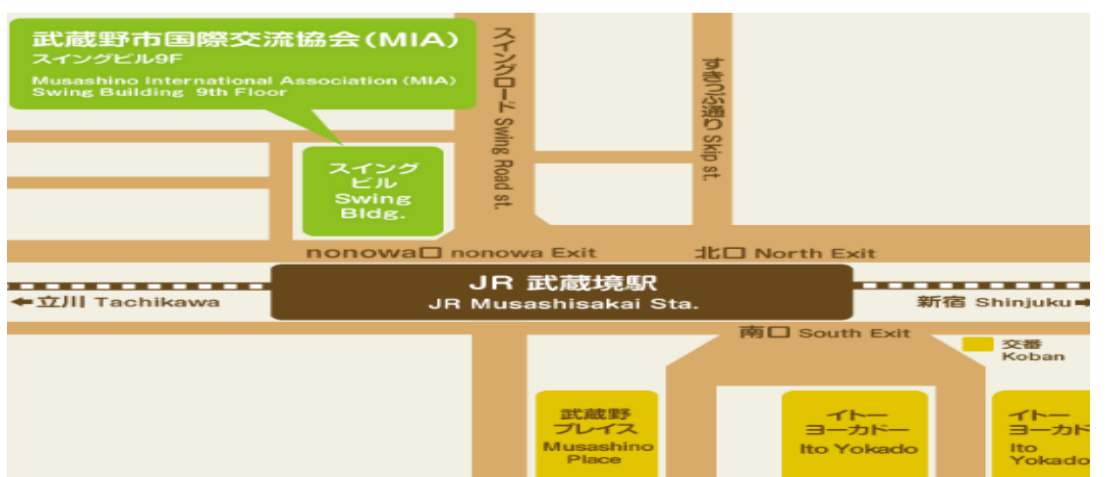 武蔵野市国際交流協会(MIA)
スイングビル9F
Musashino International Association (MIA)
Swing Building 9th Floor
スイングロード Swing Road st.
すきっぷ通り Skip st.
スイング
ビル
Swing
Bldg.
nonowa口 nonowa Exit
北口 North Exit
JR 武蔵境駅
JR Musashisakai Sta.
←立川 Tachikawa
新宿 Shinjuku→
南口 South Exit
交番
Koban
武蔵野
プレイス
Musashino
Place
イトー
ヨーカドー
Ito Yokado
イトー
ヨーカド
Ito
Yokado